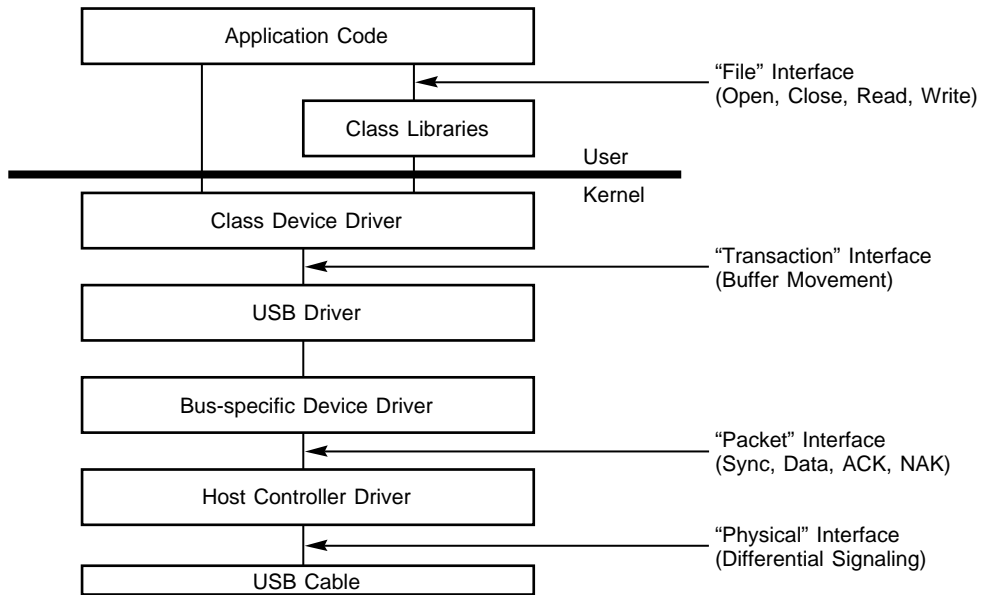 Application Code
“File” Interface
(Open, Close, Read, Write)
Class Libraries
User
Kernel
Class Device Driver
“Transaction” Interface
(Buffer Movement)
USB Driver
Bus-specific Device Driver
“Packet” Interface
(Sync, Data, ACK, NAK)
Host Controller Driver
“Physical” Interface
(Differential Signaling)
USB Cable